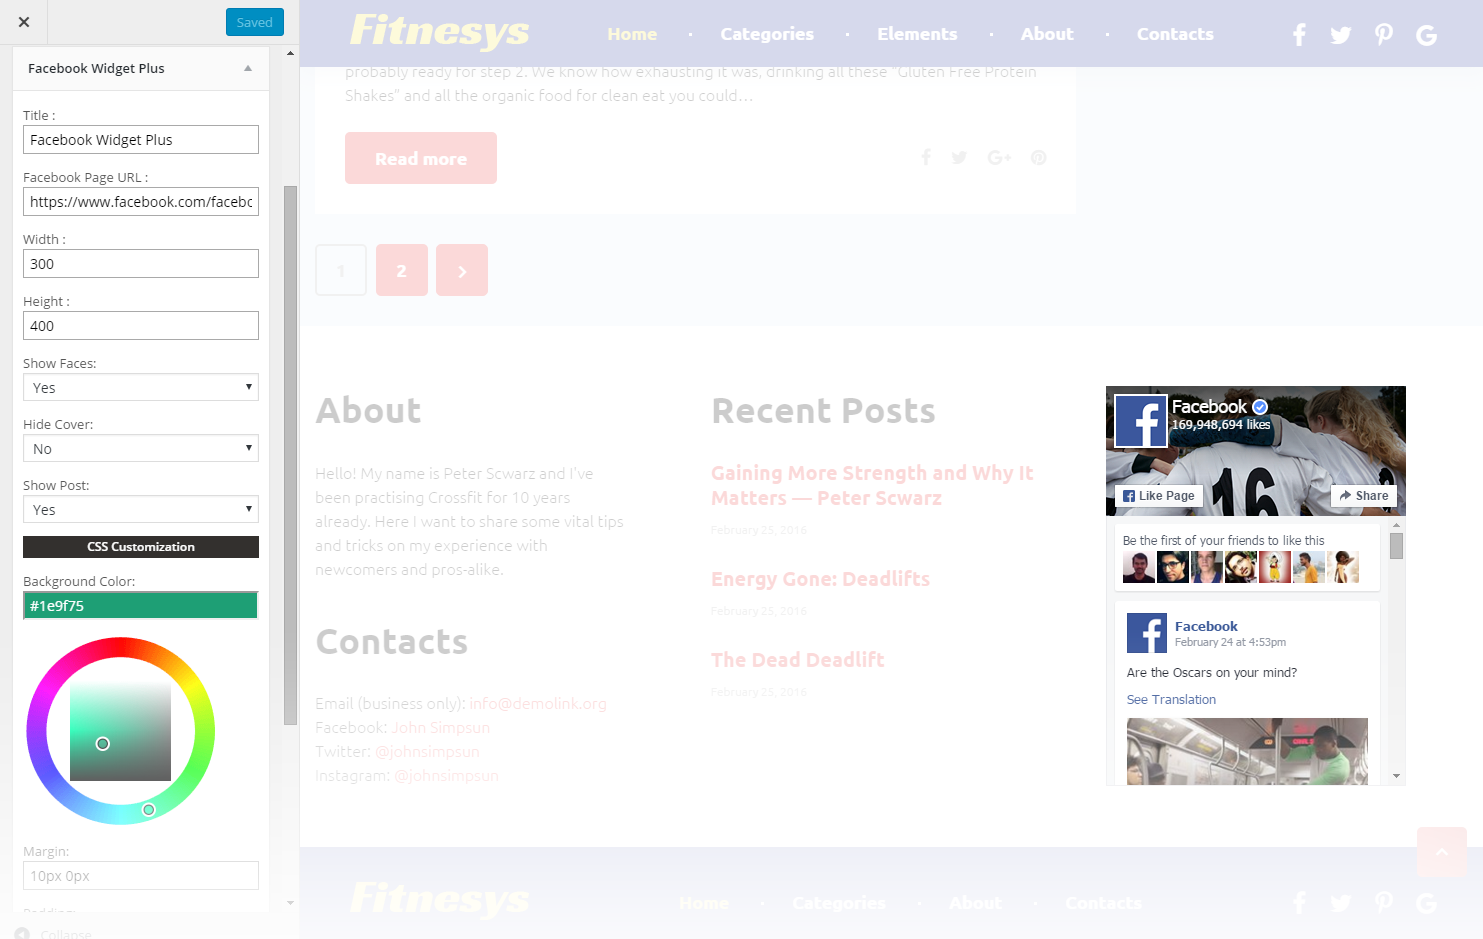 Saved
Facebook Widget Plus
Title :
Facebook Widget Plus
Facebook Page URL :
https://www.facebook.com/facebo
Width :
300
Height :
400
Show Faces:
Yes
Hide Cover:
No
Show Post:
Yes
CSS Customization
Background Color:
#1e9f75
Margin:
10px 0px
Padding:
Collapse
Fitnesys
Home
Categories
Elements
About
Contacts
probably ready for step 2. We know how exhausting it was, drinking all these “Gluten Free Protein
Shakes” and all the organic food for clean eat you could…
Read more
1
2
About
Hello! My name is Peter Scwarz and I've
been practising Crossfit for 10 years
already. Here I want to share some vital tips
and tricks on my experience with
newcomers and pros-alike.
Contacts
Email (business only): info@demolink.org
Facebook: John Simpsun
Twitter: @johnsimpsun
Instagram: @johnsimpsun
Recent Posts
Gaining More Strength and Why It
Matters — Peter Scwarz
February 25, 2016
Energy Gone: Deadlifts
February 25, 2016
The Dead Deadlift
February 25, 2016
Facebook
169,948,694 likes
16
Like Page
Share
Be the first of your friends to like this
Facebook
February 24 at 4:53pm
Are the Oscars on your mind?
See Translation
Fitnesys
Home
Categories
About
Contacts